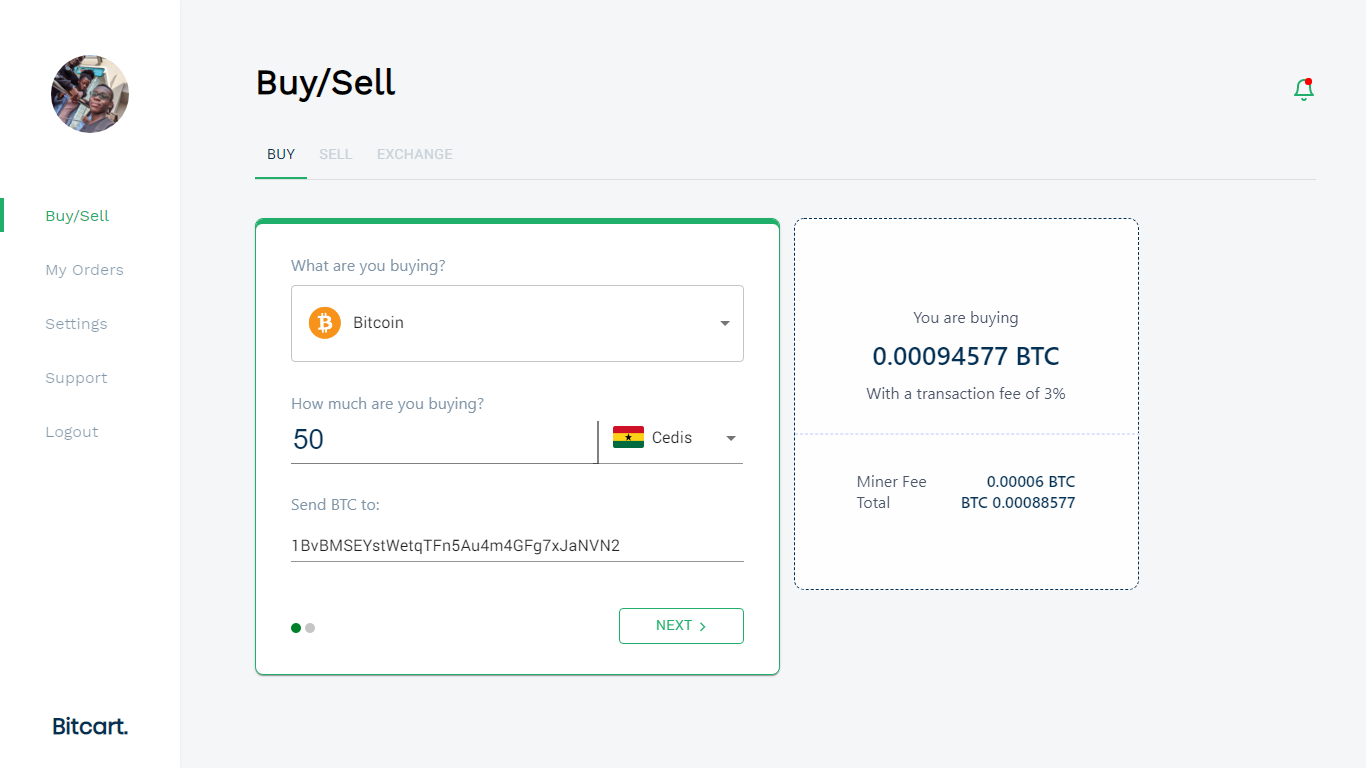 Buy/Sell
BUY SELL EXCHANGE
Buy/Sell
My Orders
Settings
Support
Logout
Bitcart.
What are you buying?
Bitcoin
How much are you buying?
50 Cedis
Send BTC to:
1BvBMSEYstWetqTFn5Au4m4GFg7xJaNVN2
NEXT >
You are buying
0.00094577 BTC
With a transaction fee of 3%
Miner Fee 0.00006 BTC
Total BTC 0.00088577